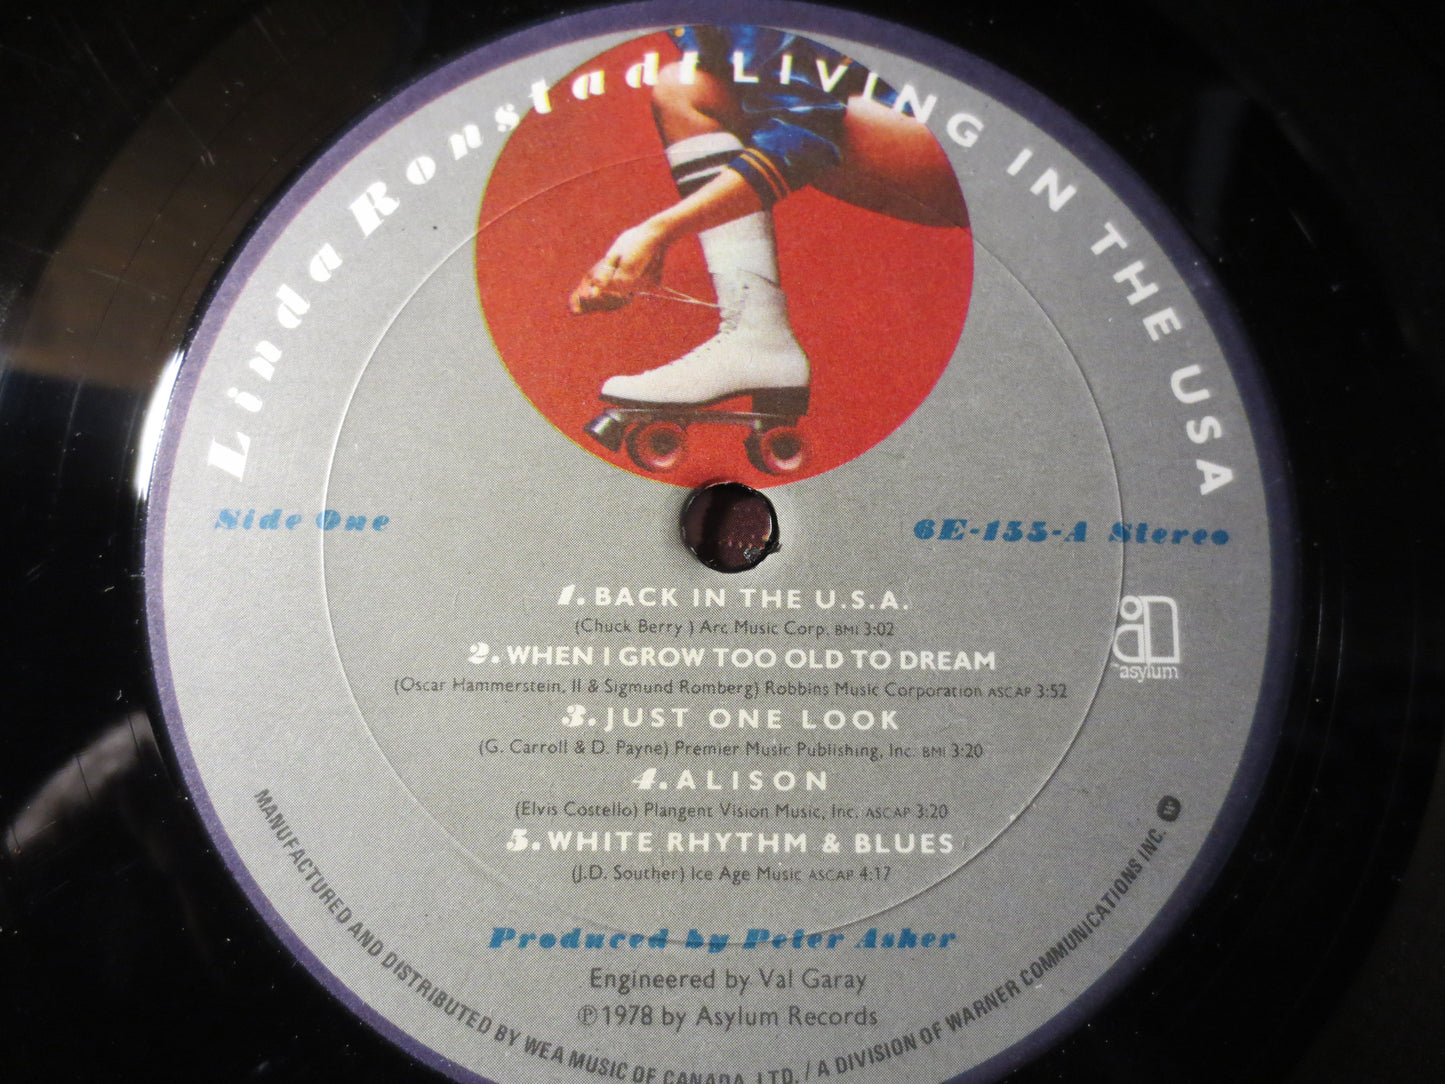 Linda Ronstadt LIVING IN THE USA
Side One
6E-155-A Stereo
1. BACK IN THE U.S.A.
(Chuck Berry ) Arc Music Corp. BMI 3:02
2. WHEN I GROW TOO OLD TO DREAM
(Oscar Hammerstein, II & Sigmund Romberg) Robbins Music Corporation ASCAP 3:52
asylum
3. JUST ONE LOOK
(G. Carroll & D. Payne) Premier Music Publishing, Inc. BMI 3:20
4. ALISON
(Elvis Costello) Plangent Vision Music, Inc. ASCAP 3:20
5. WHITE RHYTHM & BLUES
(J.D. Souther) Ice Age Music ASCAP 4:17
Produced by Peter Asher
Engineered by Val Garay
℗1978 by Asylum Records
MANUFACTURED AND DISTRIBUTED BY WEA MUSIC OF CANADA, LTD. / A DIVISION OF WARNER COMMUNICATIONS INC.